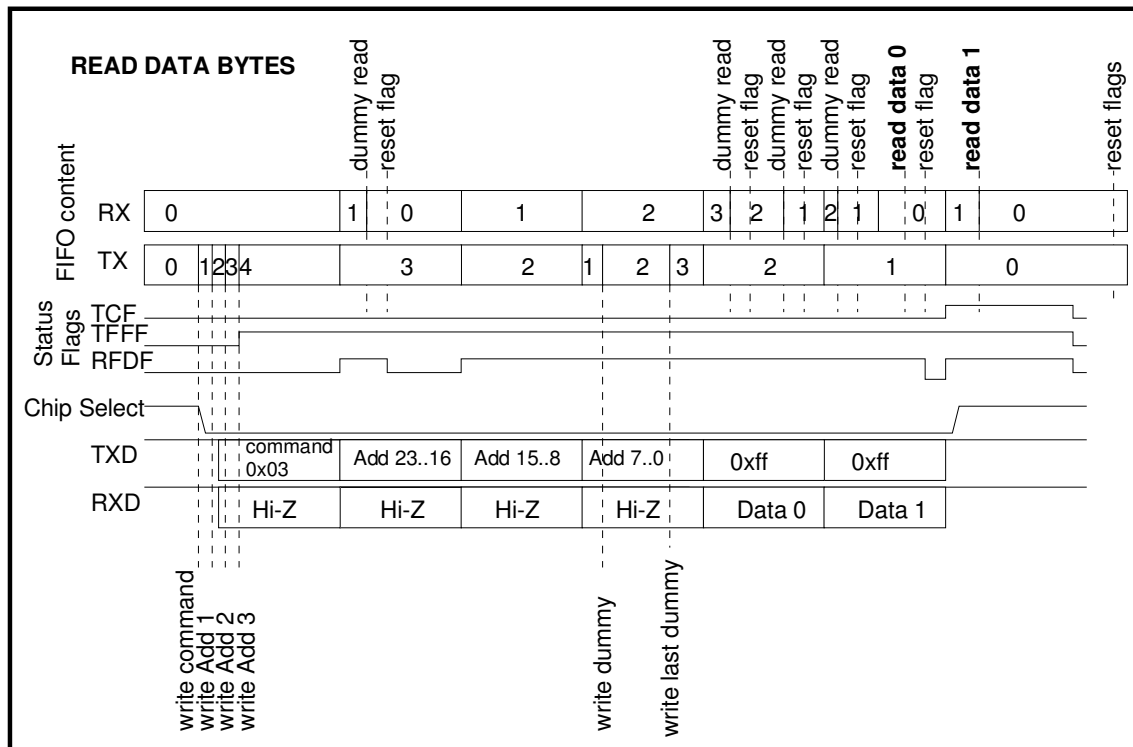 READ DATA BYTES
dummy read
reset flag
dummy read
reset flag
dummy read
reset flag
dummy read
reset flag
read data 0
reset flag
read data 1
reset flags
FIFO content
RX 0 1 0 1 2 3 2 1 2 1 0 1 0
TX 0 1 2 3 4 3 2 1 2 3 2 1 0
Status
Flags
TCF
TFFF
RFDF
Chip Select
TXD command
0x03 Add 23..16 Add 15..8 Add 7..0 0xff 0xff
RXD Hi-Z Hi-Z Hi-Z Hi-Z Data 0 Data 1
write command
write Add 1
write Add 2
write Add 3
write dummy
write last dummy